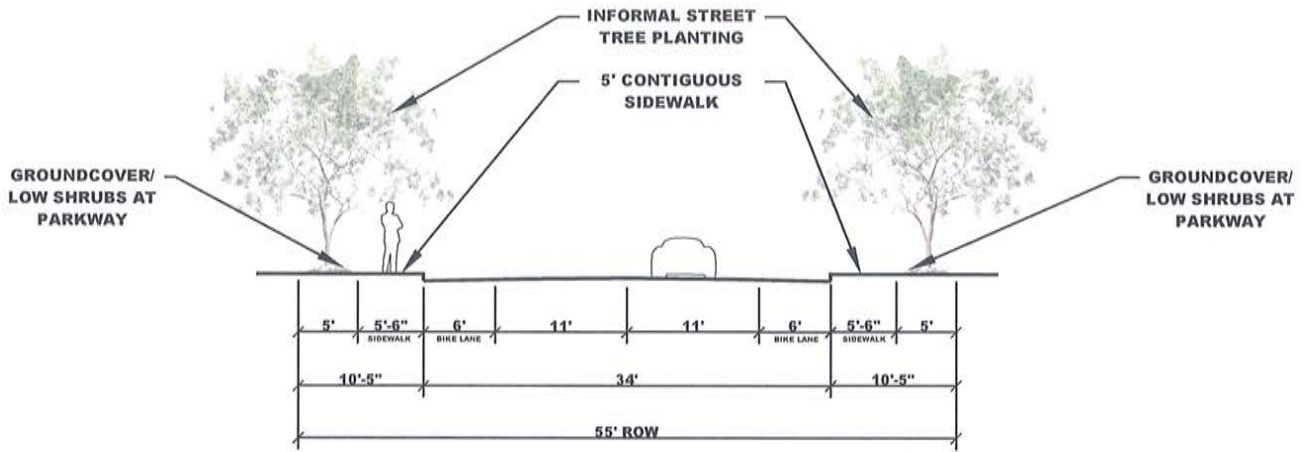 INFORMAL STREET
TREE PLANTING
5' CONTIGUOUS
SIDEWALK
GROUNDCOVER/
LOW SHRUBS AT
PARKWAY
GROUNDCOVER/
LOW SHRUBS AT
PARKWAY
5' 5'-6" 6' 11' 11' 6' 5'-6" 5'
SIDEWALK BIKE LANE BIKE LANE SIDEWALK
10'-5" 34' 10'-5"
55' ROW